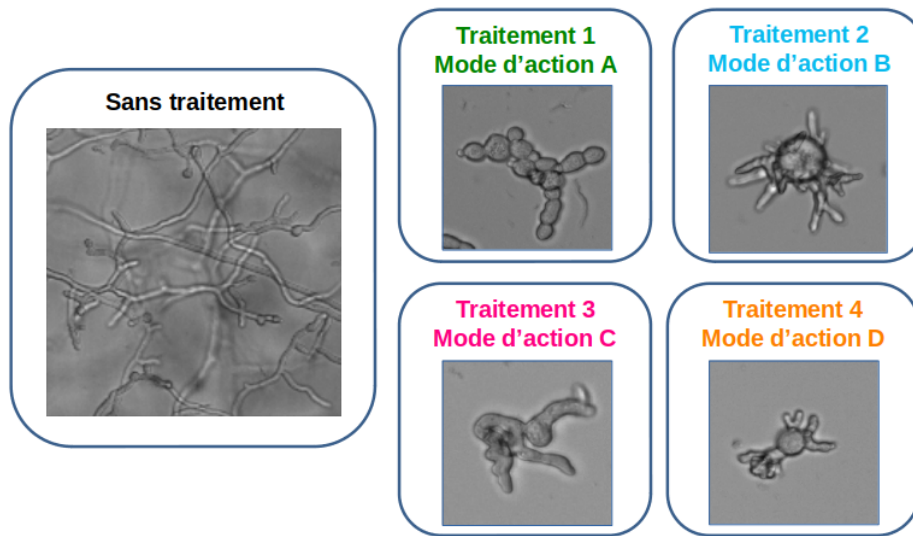 Sans traitement
Traitement 1
Mode d'action A
Traitement 2
Mode d'action B
Traitement 3
Mode d'action C
Traitement 4
Mode d'action D